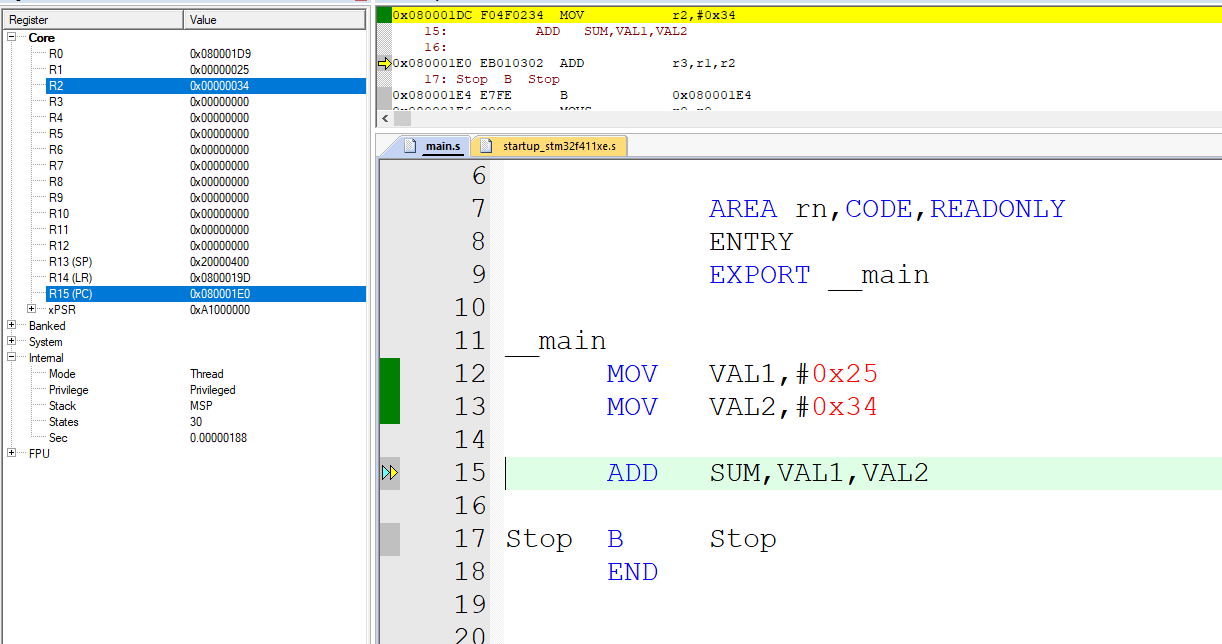 Register Value
Core
R0 0x080001D9
R1 0x00000025
R2 0x00000034
R3 0x00000000
R4 0x00000000
R5 0x00000000
R6 0x00000000
R7 0x00000000
R8 0x00000000
R9 0x00000000
R10 0x00000000
R11 0x00000000
R12 0x00000000
R13 (SP) 0x20000400
R14 (LR) 0x0800019D
R15 (PC) 0x080001E0
xPSR 0xA1000000
Banked
System
Internal
Mode Thread
Privilege Privileged
Stack MSP
States 30
Sec 0.00000188
FPU
0x080001DC F04F0234 MOV r2,#0x34
15: ADD SUM,VAL1,VAL2
16:
0x080001E0 EB010302 ADD r3,r1,r2
17: Stop B Stop
0x080001E4 E7FE B 0x080001E4
main.s startup_stm32f411xe.s
6
7 AREA rn,CODE,READONLY
8 ENTRY
9 EXPORT __main
10
11 __main
12 MOV VAL1,#0x25
13 MOV VAL2,#0x34
14
15 ADD SUM,VAL1,VAL2
16
17 Stop B Stop
18 END
19
20